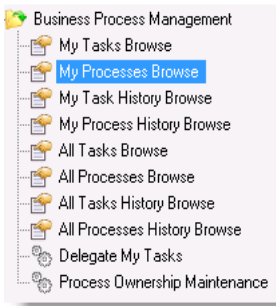 Business Process Management
My Tasks Browse
My Processes Browse
My Task History Browse
My Process History Browse
All Tasks Browse
All Processes Browse
All Tasks History Browse
All Processes History Browse
Delegate My Tasks
Process Ownership Maintenance